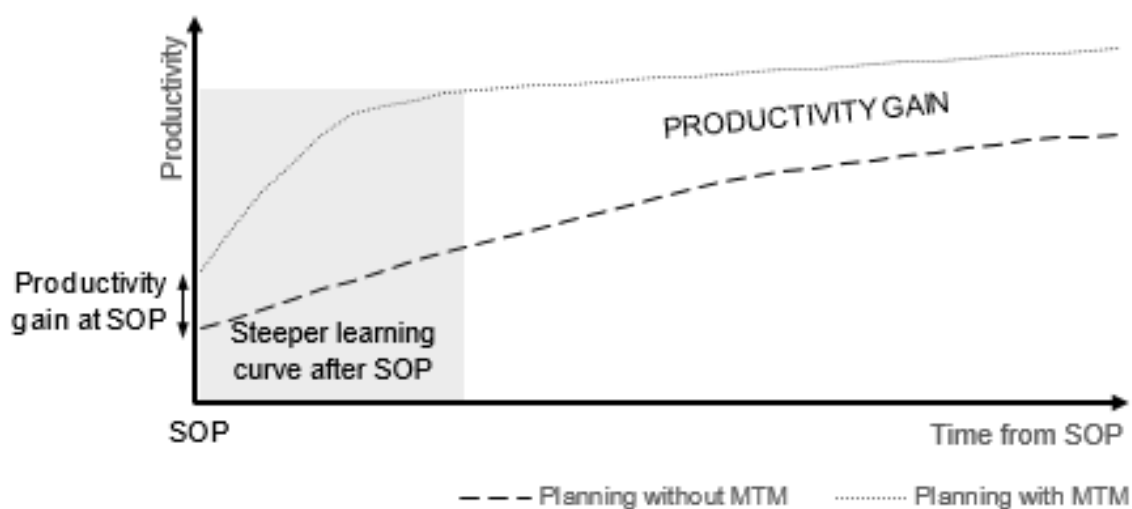 Productivity
PRODUCTIVITY GAIN
Productivity
gain at SOP
Steeper learning
curve after SOP
SOP
Time from SOP
Planning without MTM
Planning with MTM